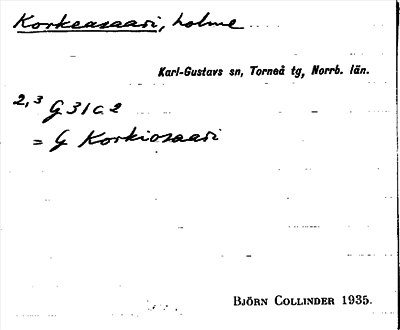 Korkeasaari, holme
Karl-Gustavs sn, Torneå tg, Norrb. län.
2,3 G 31 c 2
= G Korkiosaari
BJÖRN COLLINDER 1935.